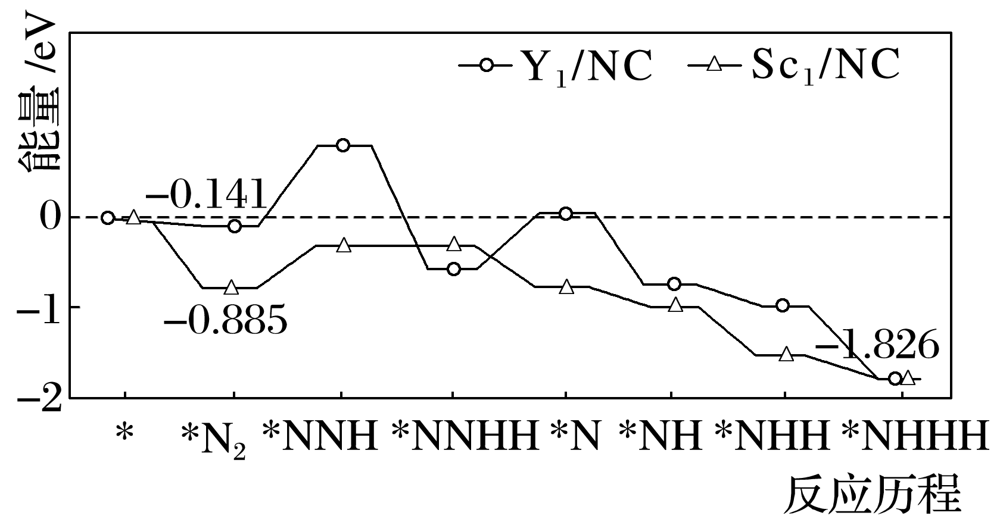 能量/eV
Y₁/NC
Sc₁/NC
−0.141
0
−0.885
−1
−1.826
−2
* *N₂ *NNH *NNHH *N *NH *NHH *NHHH
反应历程